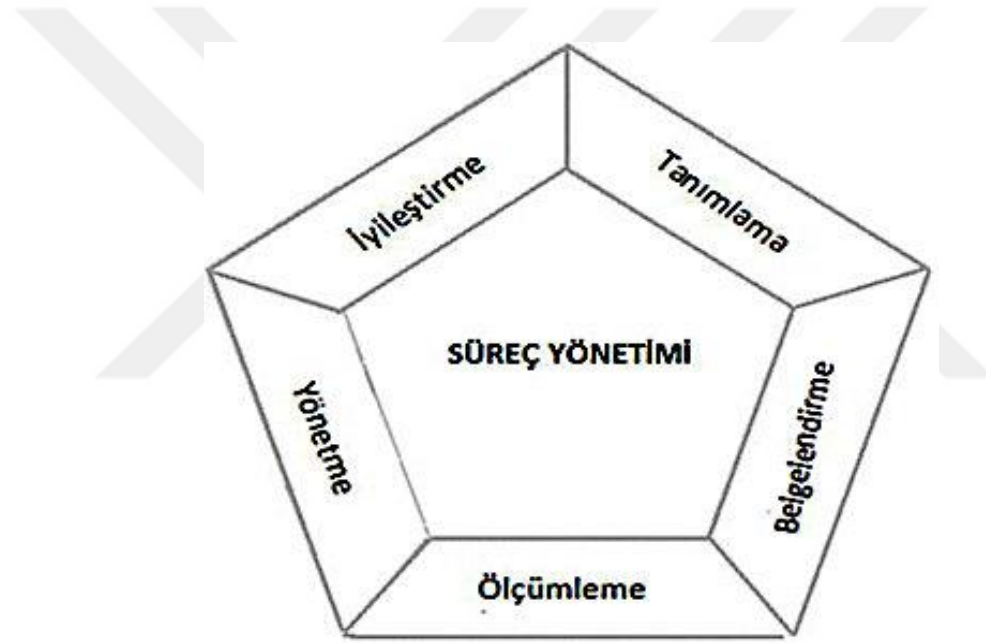 İyileştirme
Tanımlama
SÜREÇ YÖNETİMİ
Yönetme
Belgelendirme
Ölçümleme